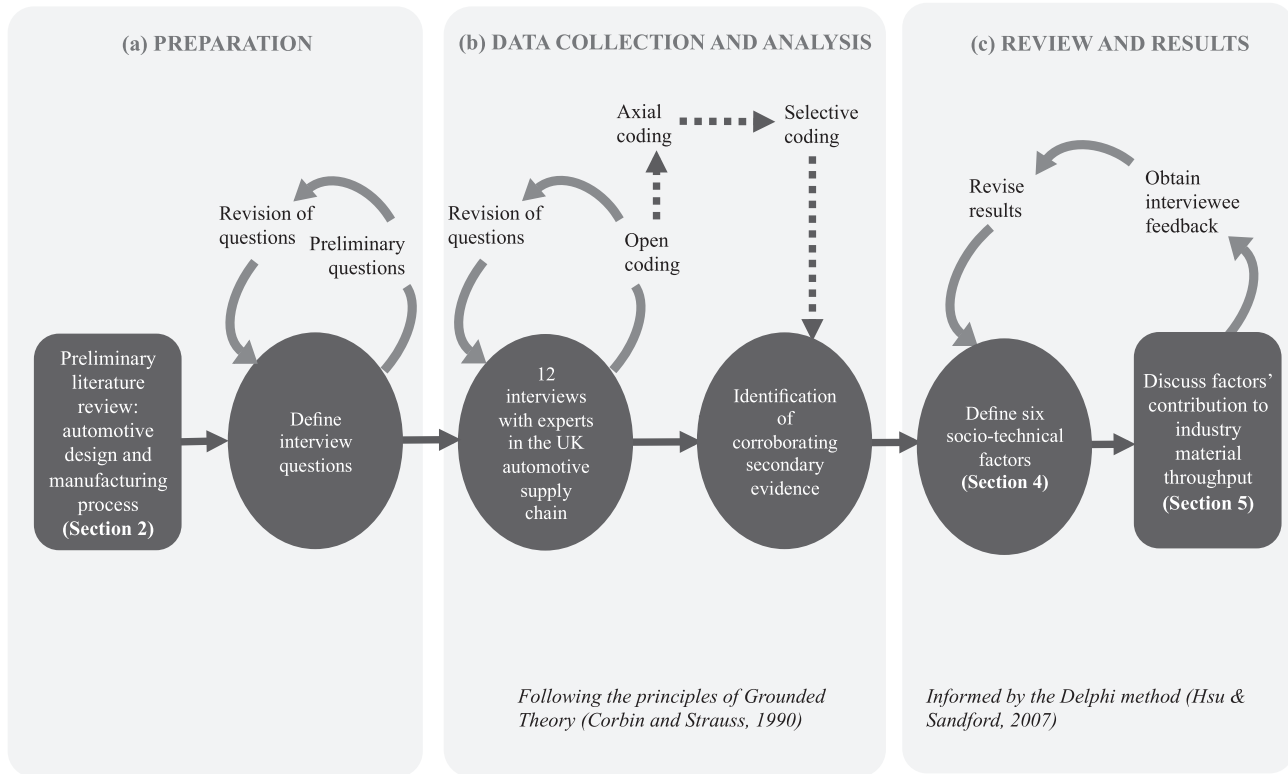 (a) PREPARATION
Revision of
questions
Preliminary
questions
Preliminary
literature
review:
automotive
design and
manufacturing
process
(Section 2)
Define
interview
questions
(b) DATA COLLECTION AND ANALYSIS
Axial
coding
Selective
coding
Revision of
questions
Open
coding
12
interviews
with experts
in the UK
automotive
supply
chain
Identification
of
corroborating
secondary
evidence
Following the principles of Grounded
Theory (Corbin and Strauss, 1990)
(c) REVIEW AND RESULTS
Revise
results
Obtain
interviewee
feedback
Define six
socio-technical
factors
(Section 4)
Discuss factors’
contribution to
industry
material
throughput
(Section 5)
Informed by the Delphi method (Hsu &
Sandford, 2007)